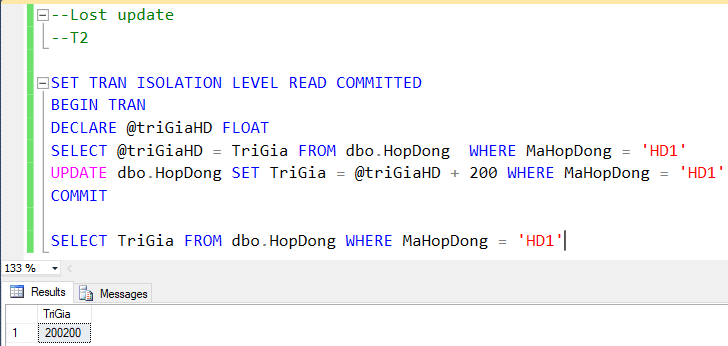 --Lost update
--T2
SET TRAN ISOLATION LEVEL READ COMMITTED
BEGIN TRAN
DECLARE @triGiaHD FLOAT
SELECT @triGiaHD = TriGia FROM dbo.HopDong  WHERE MaHopDong = 'HD1'
UPDATE dbo.HopDong SET TriGia = @triGiaHD + 200 WHERE MaHopDong = 'HD1'
COMMIT
SELECT TriGia FROM dbo.HopDong WHERE MaHopDong = 'HD1'
133 %
Results Messages
TriGia
1 200200